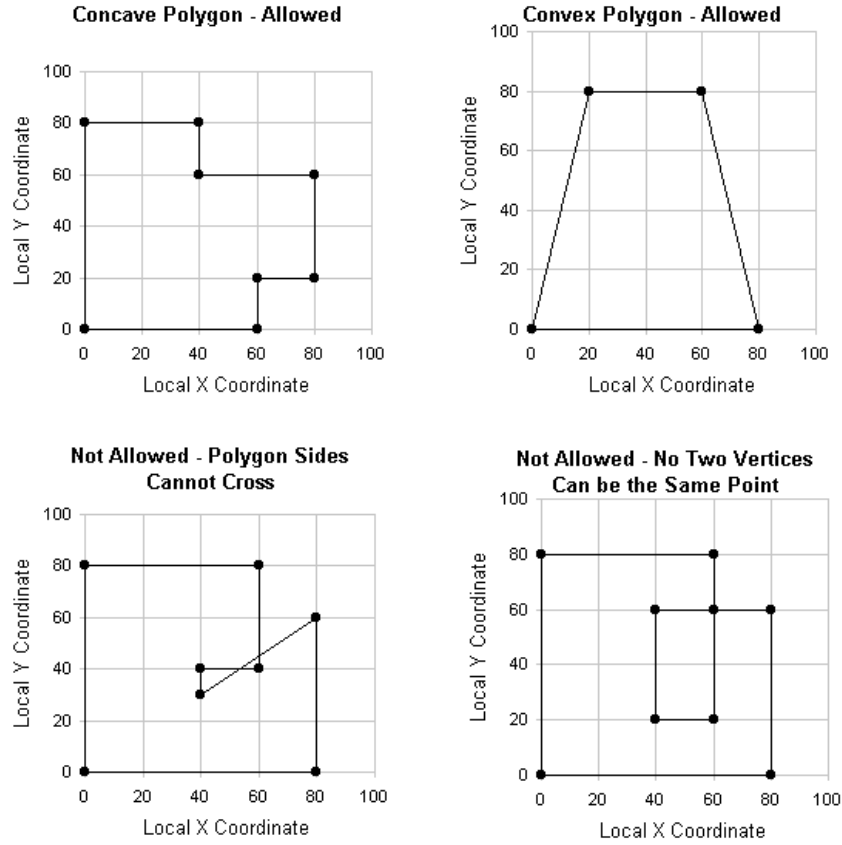 Concave Polygon - Allowed
100
80
60
40
20
0
0 20 40 60 80 100
Local X Coordinate
Local Y Coordinate
Convex Polygon - Allowed
100
80
60
40
20
0
0 20 40 60 80 100
Local X Coordinate
Local Y Coordinate
Not Allowed - Polygon Sides
Cannot Cross
100
80
60
40
20
0
0 20 40 60 80 100
Local X Coordinate
Local Y Coordinate
Not Allowed - No Two Vertices
Can be the Same Point
100
80
60
40
20
0
0 20 40 60 80 100
Local X Coordinate
Local Y Coordinate